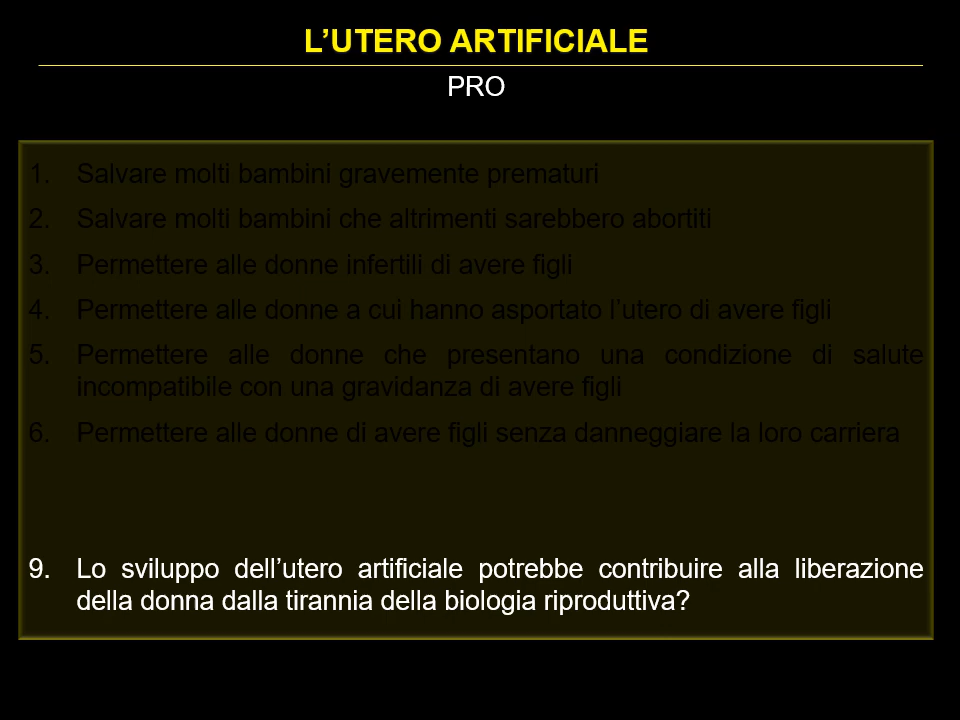 L’UTERO ARTIFICIALE
PRO
1. Salvare molti bambini gravemente prematuri
2. Salvare molti bambini che altrimenti sarebbero abortiti
3. Permettere alle donne infertili di avere figli
4. Permettere alle donne a cui hanno asportato l’utero di avere figli
5. Permettere alle donne che presentano una condizione di salute
incompatibile con una gravidanza di avere figli
6. Permettere alle donne di avere figli senza danneggiare la loro carriera
9. Lo sviluppo dell’utero artificiale potrebbe contribuire alla liberazione
della donna dalla tirannia della biologia riproduttiva?